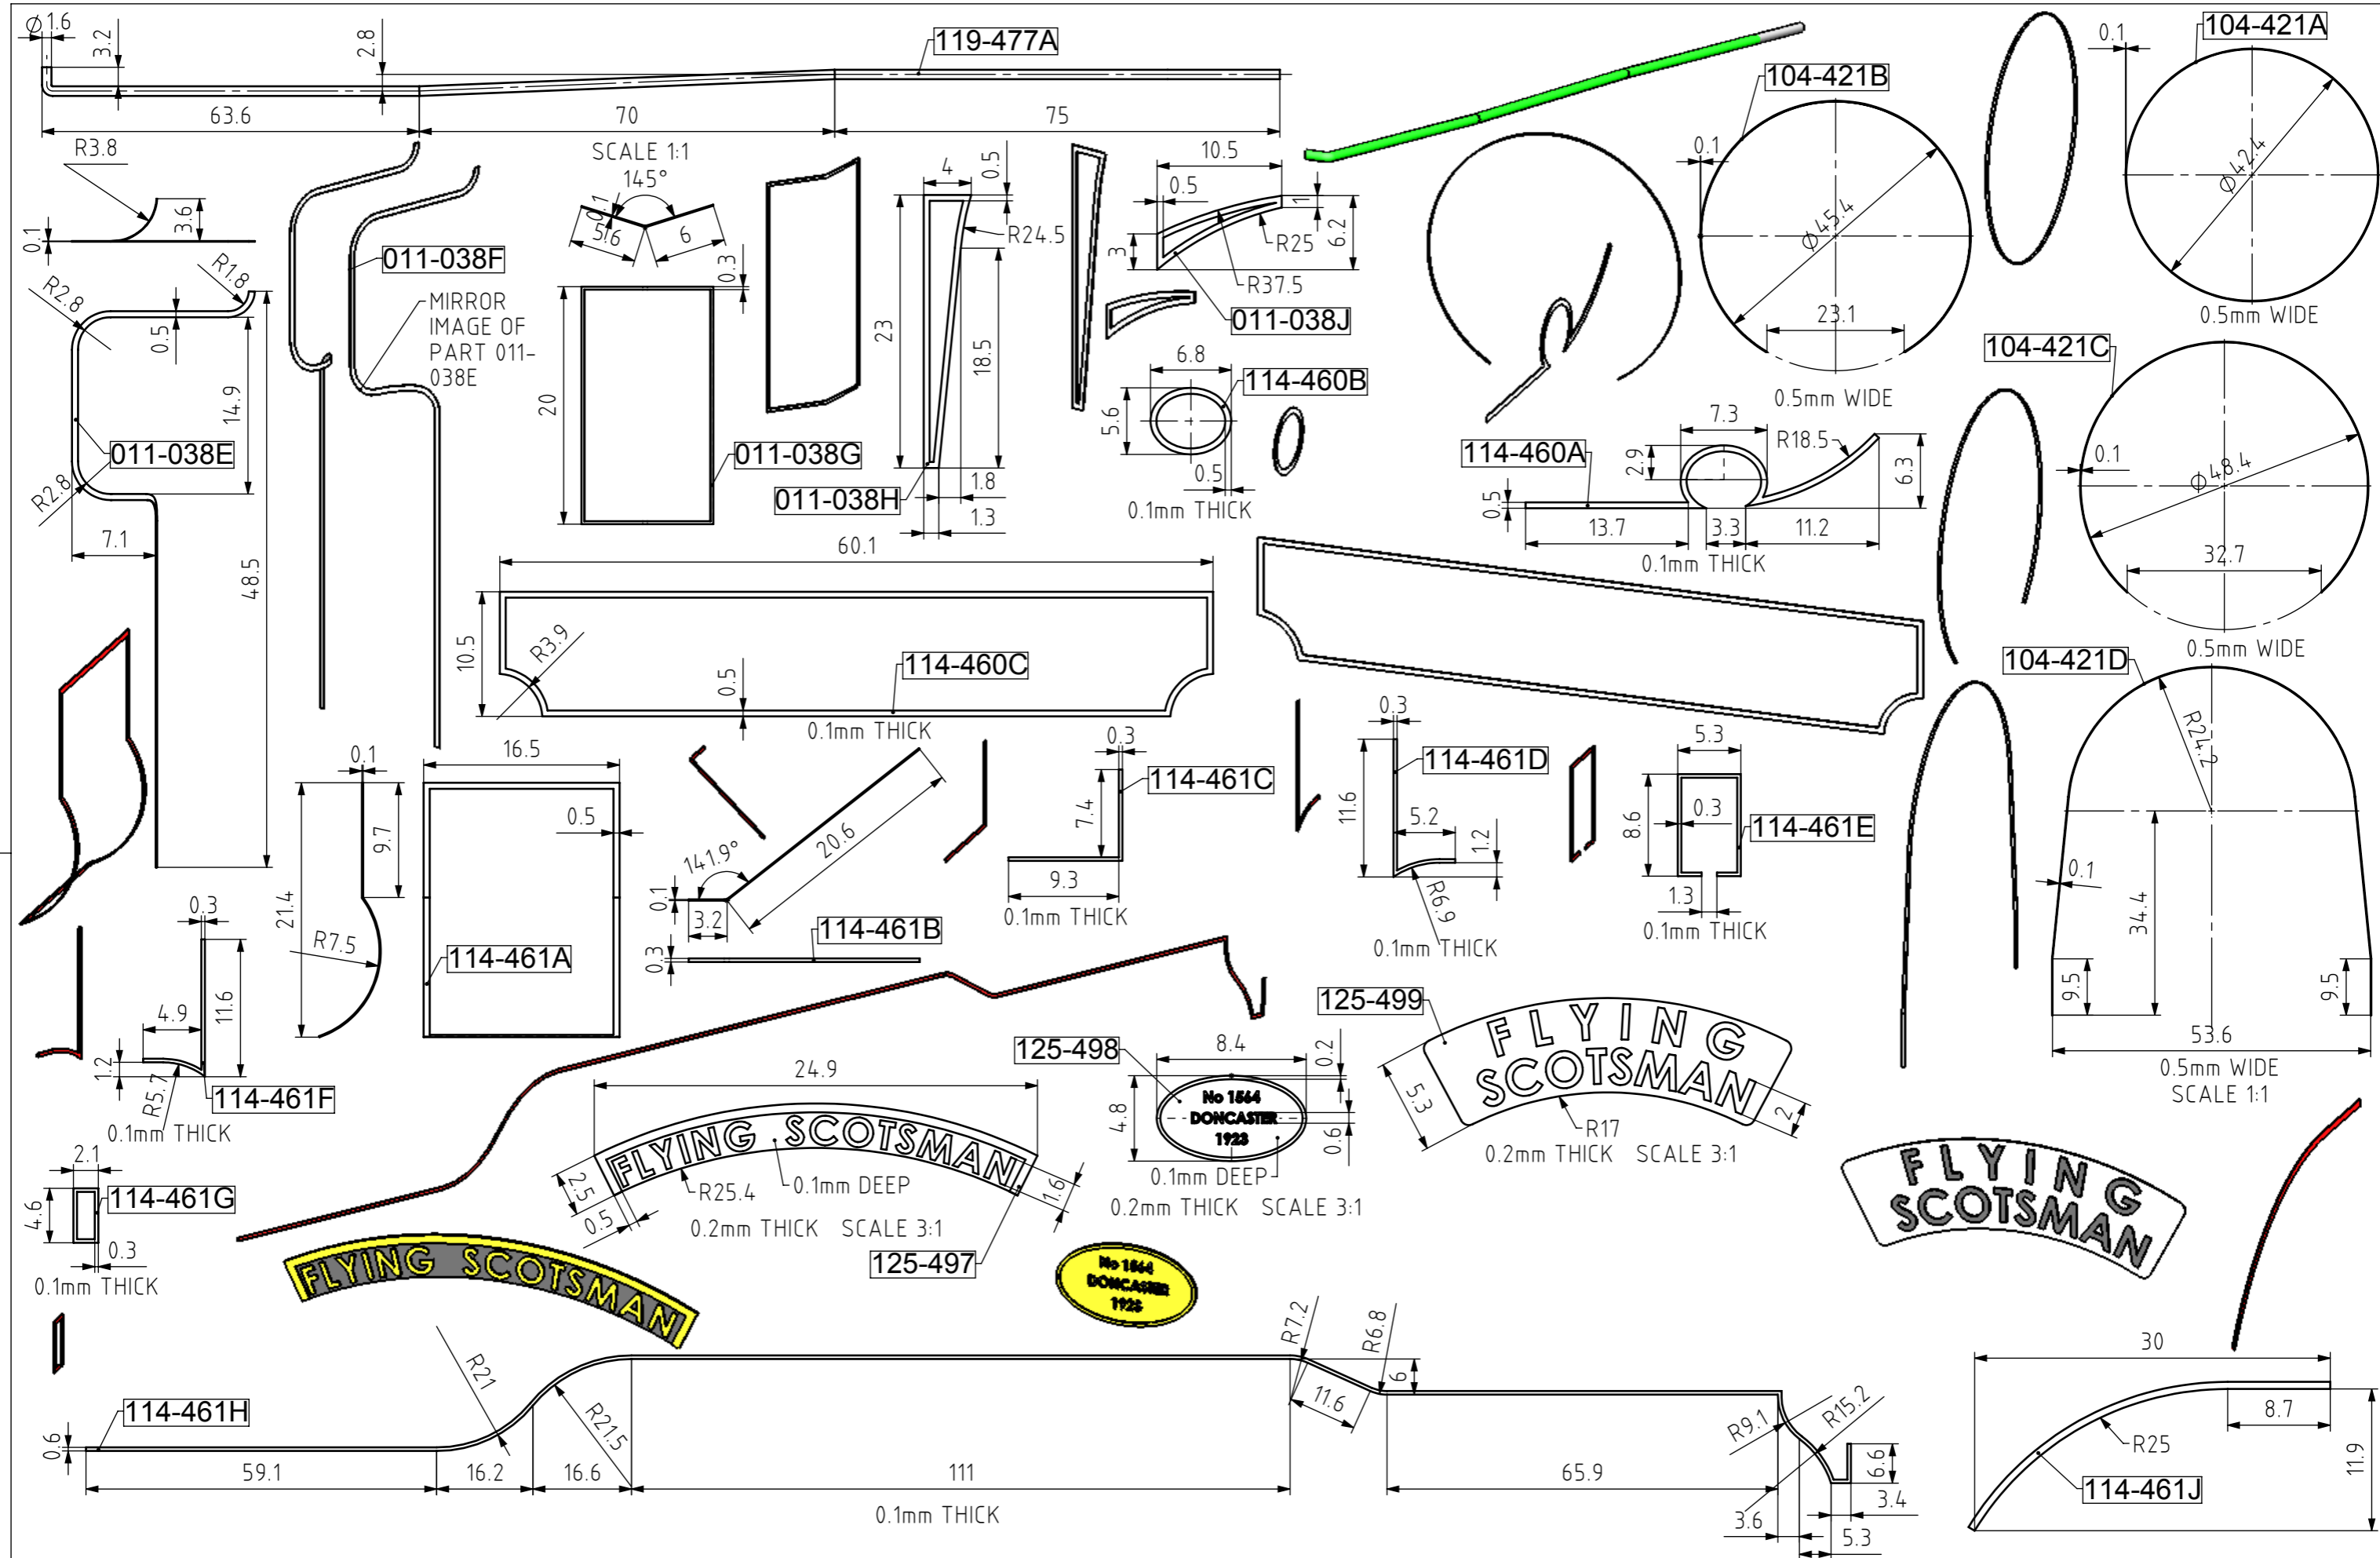 Ø1.6
3.2
2.8
119-477A
63.6
70
75
SCALE 1:1
104-421A
0.1
Ø42.4
0.5mm WIDE
104-421B
0.1
Ø45.4
23.1
0.5mm WIDE
R3.8
3.6
0.1
R1.8
R2.8
0.5
14.9
011-038E
R2.8
7.1
48.5
011-038F
MIRROR
IMAGE OF
PART 011-
038E
145°
0.1
5.6
6
0.3
20
011-038G
4
0.5
R24.5
23
18.5
1.8
1.3
011-038H
10.5
0.5
1
6.2
3
R25
R37.5
011-038J
6.8
114-460B
5.6
0.5
0.1mm THICK
7.3
R18.5
114-460A
2.9
6.3
0.5
13.7
3.3
11.2
0.1mm THICK
104-421C
0.1
Ø48.4
32.7
0.5mm WIDE
60.1
10.5
R3.9
0.5
114-460C
0.1mm THICK
104-421D
R24.2
0.1
34.4
9.5
9.5
53.6
0.5mm WIDE
SCALE 1:1
0.1
16.5
9.7
0.5
21.4
R7.5
114-461A
141.9°
20.6
0.1
3.2
114-461B
0.3
0.3
114-461C
7.4
9.3
0.1mm THICK
0.3
114-461D
11.6
5.2
1.2
R6.9
0.1mm THICK
5.3
8.6
0.3
114-461E
1.3
0.1mm THICK
0.3
4.9
11.6
1.2
R5.7
114-461F
0.1mm THICK
2.1
114-461G
4.6
0.3
0.1mm THICK
24.9
FLYING SCOTSMAN
2.5
R25.4
0.1mm DEEP
1.6
0.5
0.2mm THICK SCALE 3:1
125-497
125-498
8.4
0.2
4.8
No 1564
DONCASTER
1923
0.6
0.1mm DEEP
0.2mm THICK SCALE 3:1
125-499
FLYING
SCOTSMAN
5.3
2
R17
0.2mm THICK SCALE 3:1
FLYING
SCOTSMAN
FLYING SCOTSMAN
No 1564
DONCASTER
1923
R21
R21.5
R7.2
R6.8
6
11.6
R9.1
R15.2
114-461H
0.6
59.1
16.2
16.6
111
65.9
6.6
3.4
3.6
5.3
0.1mm THICK
30
8.7
R25
11.9
114-461J